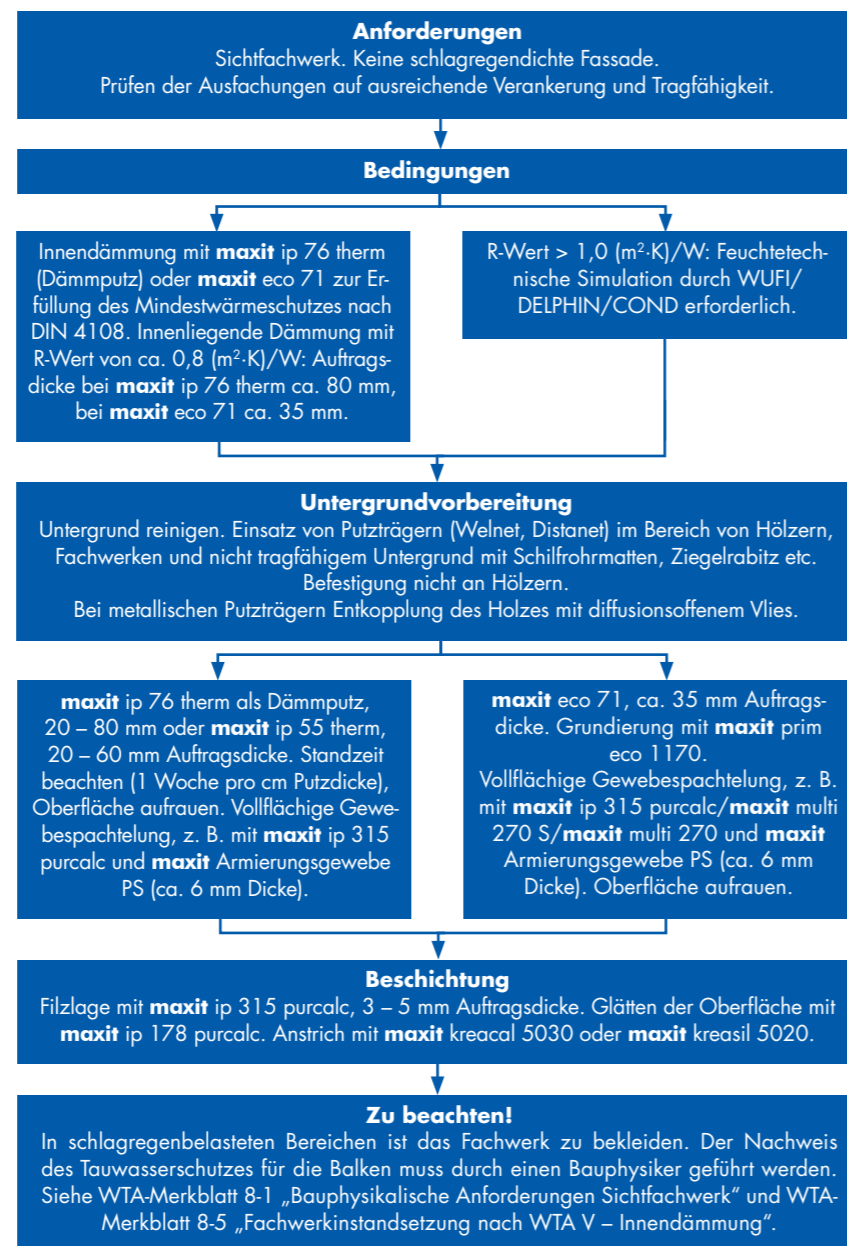 Anforderungen
Sichtfachwerk. Keine schlagregendichte Fassade.
Prüfen der Ausfachungen auf ausreichende Verankerung und Tragfähigkeit.
Bedingungen
Innendämmung mit maxit ip 76 therm
(Dämmputz) oder maxit eco 71 zur Er-
füllung des Mindestwärmeschutzes nach
DIN 4108. Innenliegende Dämmung mit
R-Wert von ca. 0,8 (m²·K)/W: Auftrags-
dicke bei maxit ip 76 therm ca. 80 mm,
bei maxit eco 71 ca. 35 mm.
R-Wert > 1,0 (m²·K)/W: Feuchtetech-
nische Simulation durch WUFI/
DELPHIN/COND erforderlich.
Untergrundvorbereitung
Untergrund reinigen. Einsatz von Putzträgern (Welnet, Distanet) im Bereich von Hölzern,
Fachwerken und nicht tragfähigem Untergrund mit Schilfrohrmatten, Ziegelrabitz etc.
Befestigung nicht an Hölzern.
Bei metallischen Putzträgern Entkopplung des Holzes mit diffusionsoffenem Vlies.
maxit ip 76 therm als Dämmputz,
20 – 80 mm oder maxit ip 55 therm,
20 – 60 mm Auftragsdicke. Standzeit
beachten (1 Woche pro cm Putzdicke),
Oberfläche aufrauen. Vollflächige Gewe-
bespachtelung, z. B. mit maxit ip 315
purcalc und maxit Armierungsgewebe
PS (ca. 6 mm Dicke).
maxit eco 71, ca. 35 mm Auftrags-
dicke. Grundierung mit maxit prim
eco 1170.
Vollflächige Gewebespachtelung, z. B.
mit maxit ip 315 purcalc/maxit multi
270 S/maxit multi 270 und maxit
Armierungsgewebe PS (ca. 6 mm
Dicke). Oberfläche aufrauen.
Beschichtung
Filzlage mit maxit ip 315 purcalc, 3 – 5 mm Auftragsdicke. Glätten der Oberfläche mit
maxit ip 178 purcalc. Anstrich mit maxit kreacal 5030 oder maxit kreasil 5020.
Zu beachten!
In schlagregenbelasteten Bereichen ist das Fachwerk zu bekleiden. Der Nachweis
des Tauwasserschutzes für die Balken muss durch einen Bauphysiker geführt werden.
Siehe WTA-Merkblatt 8-1 „Bauphysikalische Anforderungen Sichtfachwerk“ und WTA-
Merkblatt 8-5 „Fachwerkinstandsetzung nach WTA V – Innendämmung“.